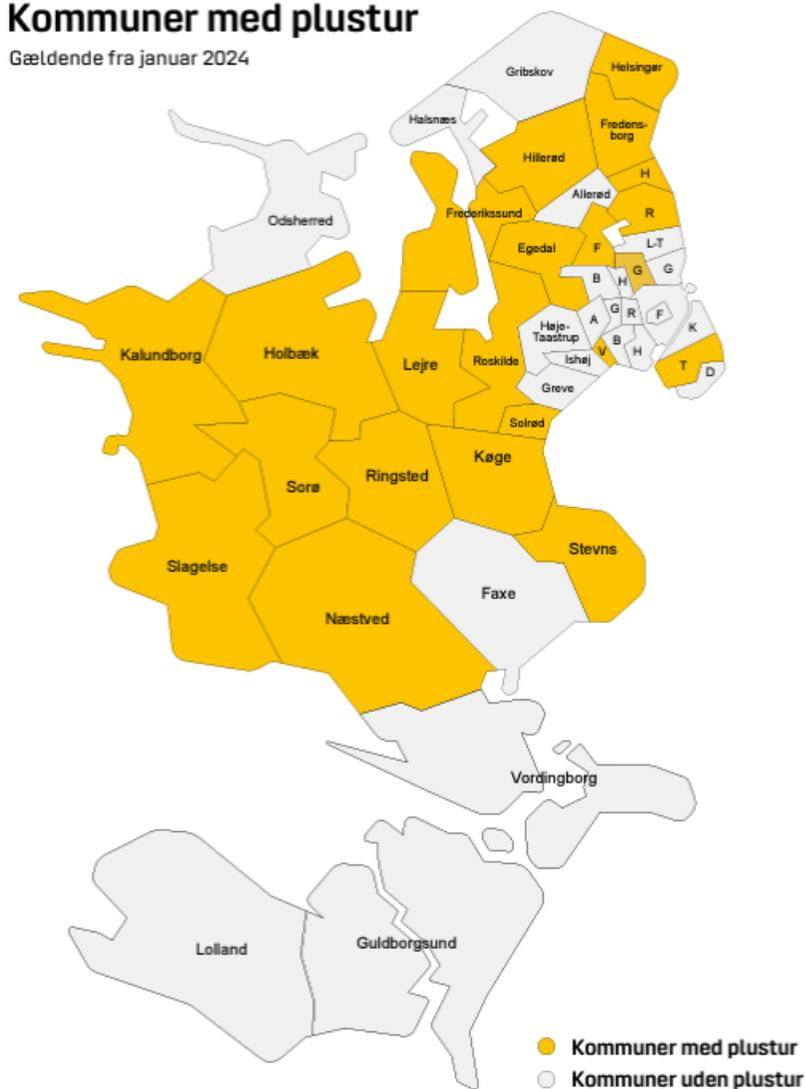 Kommuner med plustur
Gældende fra januar 2024
Gribskov
Helsingør
Halsnæs
Fredens-
borg
Hillerød
H
Allerød
Frederikssund
R
Odsherred
Egedal
F
L-T
B
H
G
G
Høje-
Taastrup
A
G
R
F
K
Kalundborg
Holbæk
Lejre
Roskilde
Ishøj
V
B
H
T
D
Greve
Solrød
Køge
Sorø
Ringsted
Slagelse
Stevns
Næstved
Faxe
Vordingborg
Lolland
Guldborgsund
Kommuner med plustur
Kommuner uden plustur